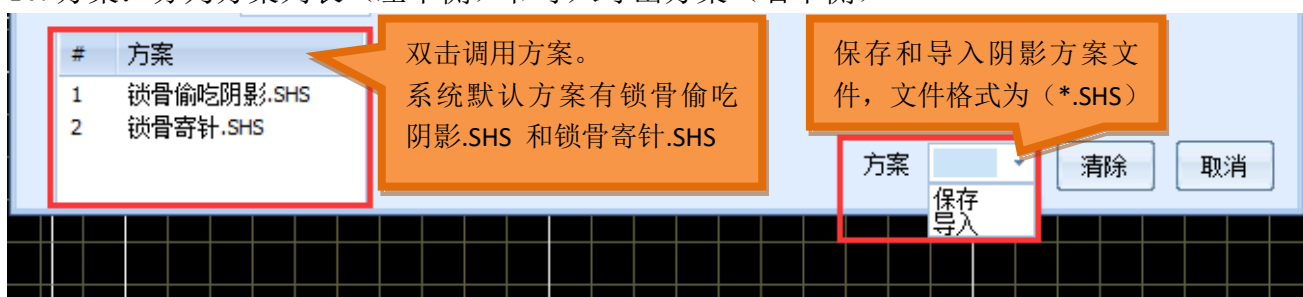 # 方案
1 锁骨偷吃阴影.SHS
2 锁骨寄针.SHS
双击调用方案。
系统默认方案有锁骨偷吃
阴影.SHS 和锁骨寄针.SHS
保存和导入阴影方案文
件，文件格式为（*.SHS）
方案
清除
取消
保存
导入